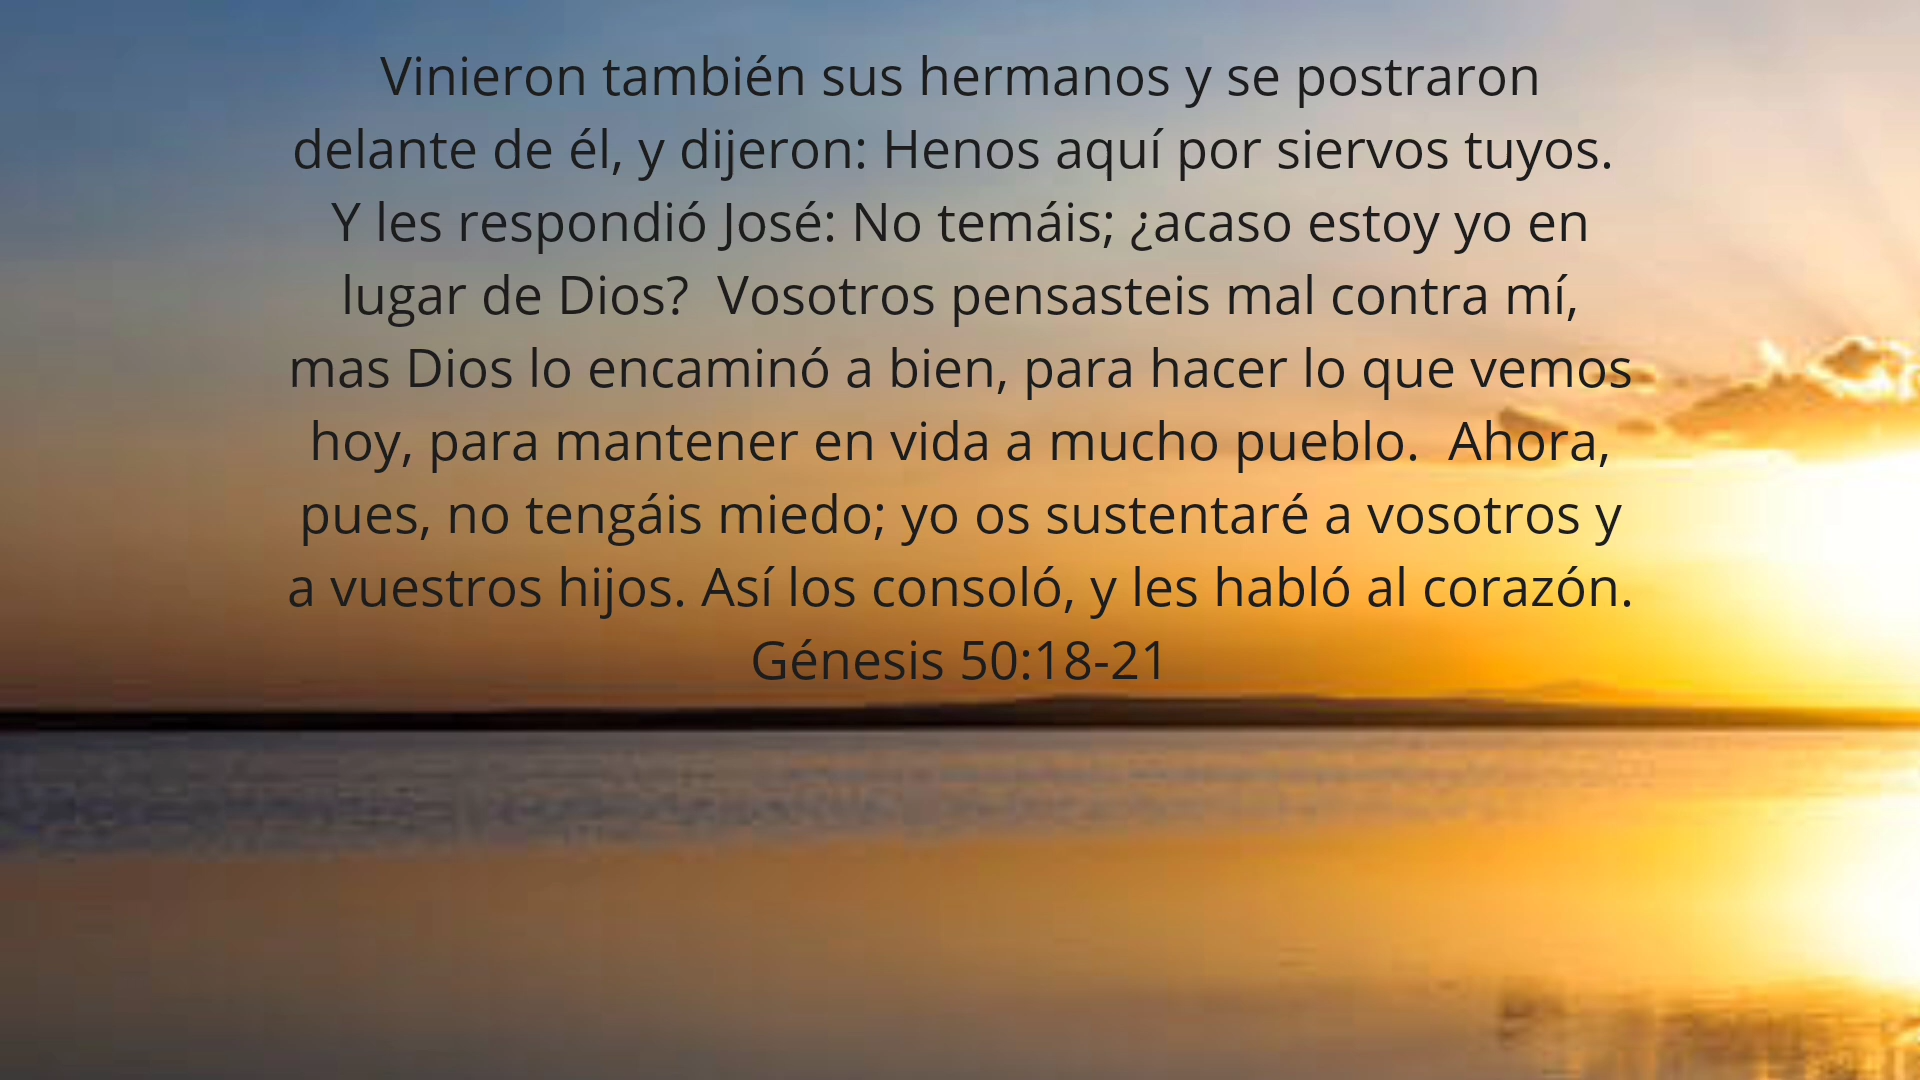 Vinieron también sus hermanos y se postraron
delante de él, y dijeron: Henos aquí por siervos tuyos.
Y les respondió José: No temáis; ¿acaso estoy yo en
lugar de Dios?  Vosotros pensasteis mal contra mí,
mas Dios lo encaminó a bien, para hacer lo que vemos
hoy, para mantener en vida a mucho pueblo.  Ahora,
pues, no tengáis miedo; yo os sustentaré a vosotros y
a vuestros hijos. Así los consoló, y les habló al corazón.
Génesis 50:18-21